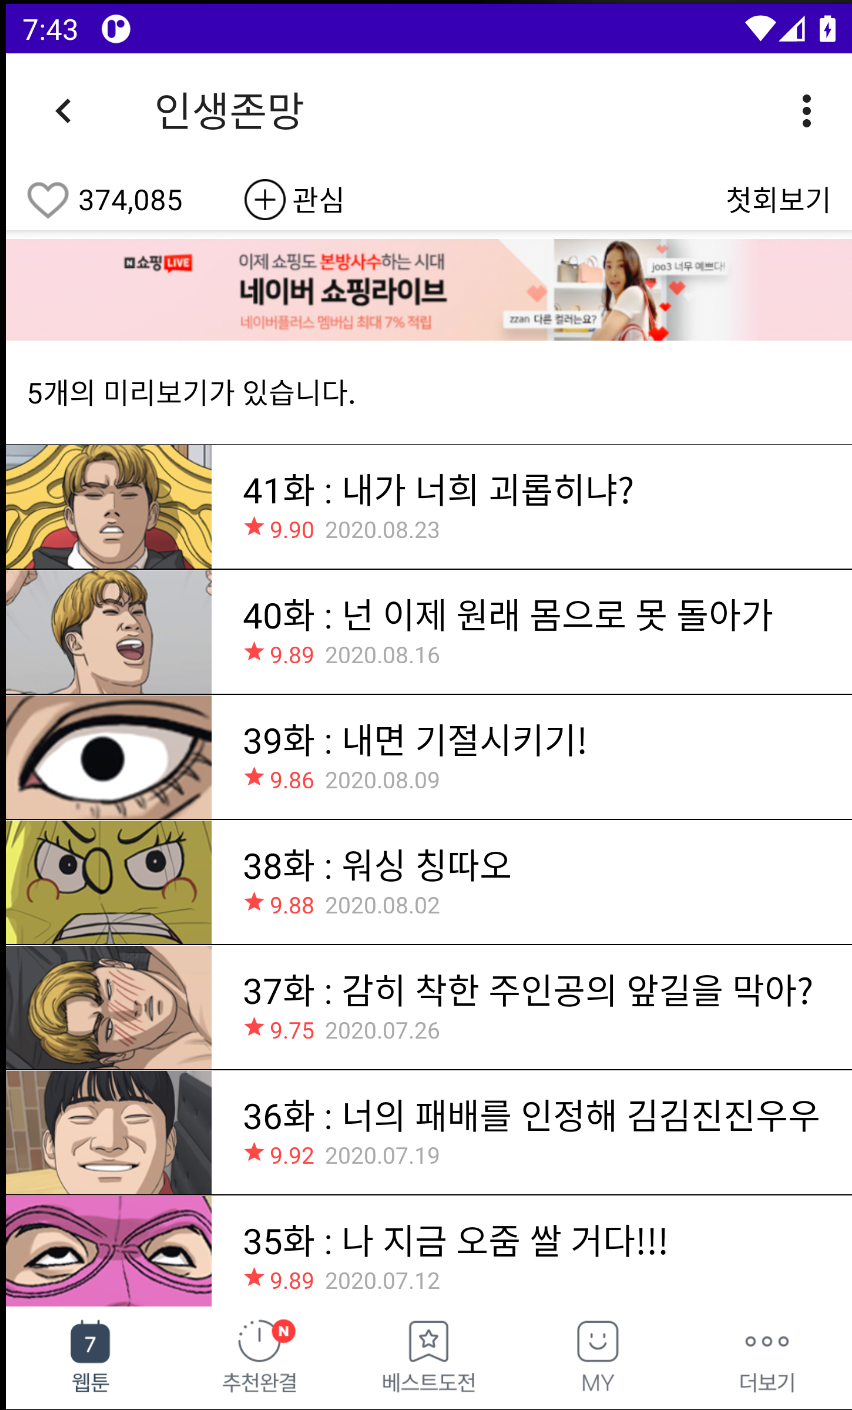 7:43
인생존망
374,085
관심
첫회보기
N쇼핑LIVE
이제 쇼핑도 본방사수하는 시대
네이버 쇼핑라이브
네이버플러스 멤버십 최대 7% 적립
joo3 너무 예쁘다!
zzan 다른 컬러는요?
5개의 미리보기가 있습니다.
41화 : 내가 너희 괴롭히냐?
★ 9.90 2020.08.23
40화 : 넌 이제 원래 몸으로 못 돌아가
★ 9.89 2020.08.16
39화 : 내면 기절시키기!
★ 9.86 2020.08.09
38화 : 워싱 칭따오
★ 9.88 2020.08.02
37화 : 감히 착한 주인공의 앞길을 막아?
★ 9.75 2020.07.26
36화 : 너의 패배를 인정해 김김진진우우
★ 9.92 2020.07.19
35화 : 나 지금 오줌 쌀 거다!!!
★ 9.89 2020.07.12
7
N
웹툰
추천완결
베스트도전
MY
더보기